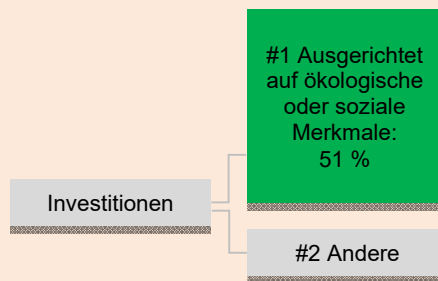 #1 Ausgerichtet
auf ökologische
oder soziale
Merkmale:
51 %
Investitionen
#2 Andere